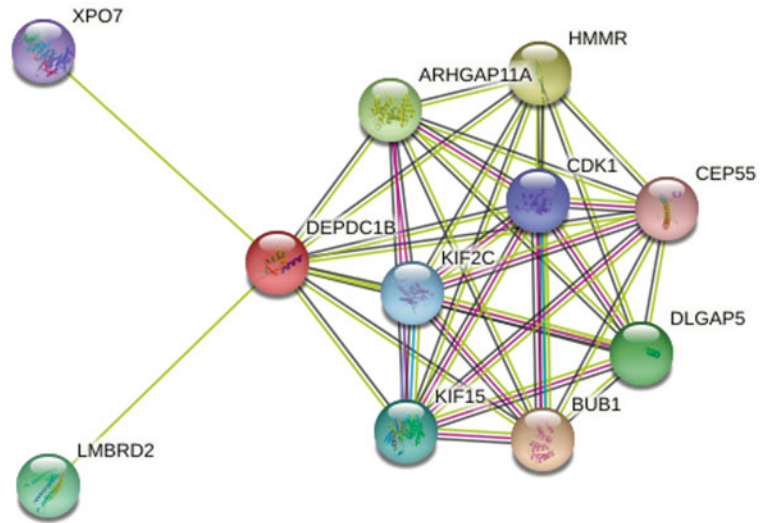 XPO7
HMMR
ARHGAP11A
CDK1
CEP55
DEPDC1B
KIF2C
DLGAP5
KIF15
BUB1
LMBRD2